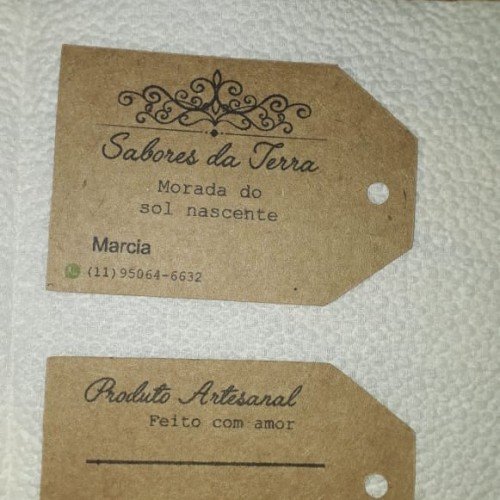 Sabores da Terra
Morada do
sol nascente
Marcia
(11)95064-6632
Produto Artesanal
Feito com amor